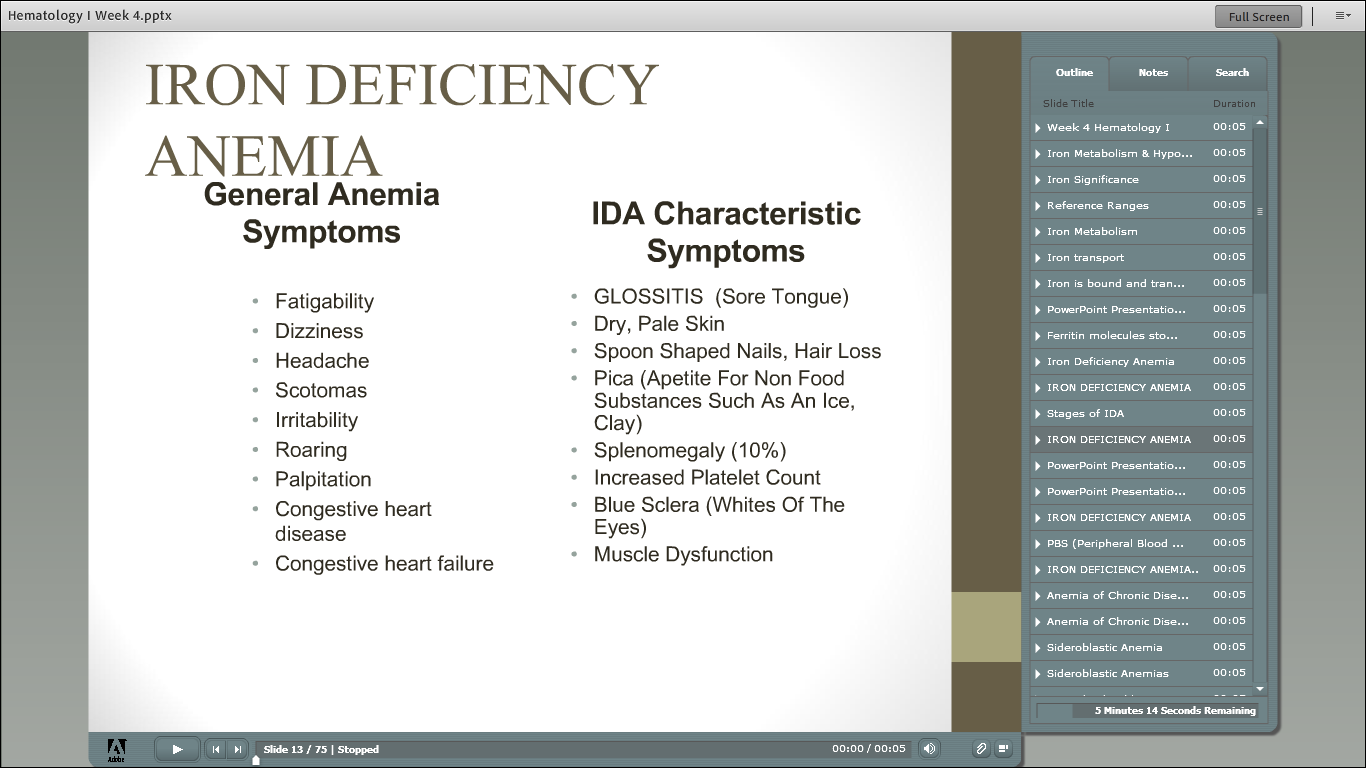 Hematology I Week 4.pptx
Full Screen
IRON DEFICIENCY
ANEMIA
General Anemia
Symptoms
• Fatigability
• Dizziness
• Headache
• Scotomas
• Irritability
• Roaring
• Palpitation
• Congestive heart
disease
• Congestive heart failure
IDA Characteristic
Symptoms
• GLOSSITIS (Sore Tongue)
• Dry, Pale Skin
• Spoon Shaped Nails, Hair Loss
• Pica (Apetite For Non Food
Substances Such As An Ice,
Clay)
• Splenomegaly (10%)
• Increased Platelet Count
• Blue Sclera (Whites Of The
Eyes)
• Muscle Dysfunction
Outline Notes Search
Slide Title Duration
Week 4 Hematology I 00:05
Iron Metabolism & Hypo... 00:05
Iron Significance 00:05
Reference Ranges 00:05
Iron Metabolism 00:05
Iron transport 00:05
Iron is bound and tran... 00:05
PowerPoint Presentatio... 00:05
Ferritin molecules sto... 00:05
Iron Deficiency Anemia 00:05
IRON DEFICIENCY ANEMIA 00:05
Stages of IDA 00:05
IRON DEFICIENCY ANEMIA 00:05
PowerPoint Presentatio... 00:05
PowerPoint Presentatio... 00:05
IRON DEFICIENCY ANEMIA 00:05
PBS (Peripheral Blood ... 00:05
IRON DEFICIENCY ANEMIA.. 00:05
Anemia of Chronic Dise... 00:05
Anemia of Chronic Dise... 00:05
Sideroblastic Anemia 00:05
Sideroblastic Anemias 00:05
5 Minutes 14 Seconds Remaining
Adobe
Slide 13 / 75 | Stopped
00:00 / 00:05